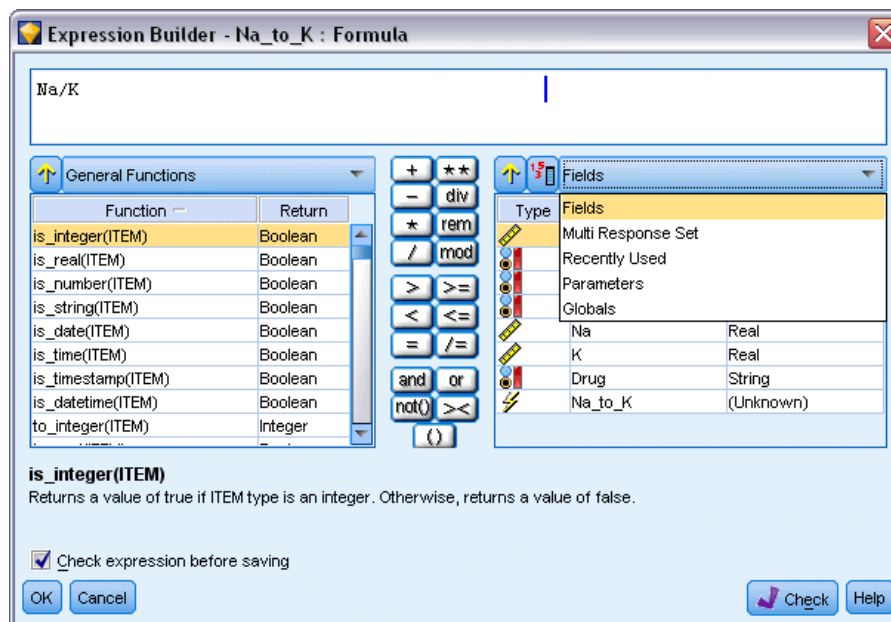 Expression Builder - Na_to_K : Formula
Na/K
General Functions
Function Return
is_integer(ITEM) Boolean
is_real(ITEM) Boolean
is_number(ITEM) Boolean
is_string(ITEM) Boolean
is_date(ITEM) Boolean
is_time(ITEM) Boolean
is_timestamp(ITEM) Boolean
is_datetime(ITEM) Boolean
to_integer(ITEM) Integer
+ **
- div
* rem
/ mod
> >=
< <=
= /=
and or
not() ><
()
Fields
Type
Fields
Multi Response Set
Recently Used
Parameters
Globals
Na Real
K Real
Drug String
Na_to_K (Unknown)
is_integer(ITEM)
Returns a value of true if ITEM type is an integer. Otherwise, returns a value of false.
Check expression before saving
OK Cancel Check Help